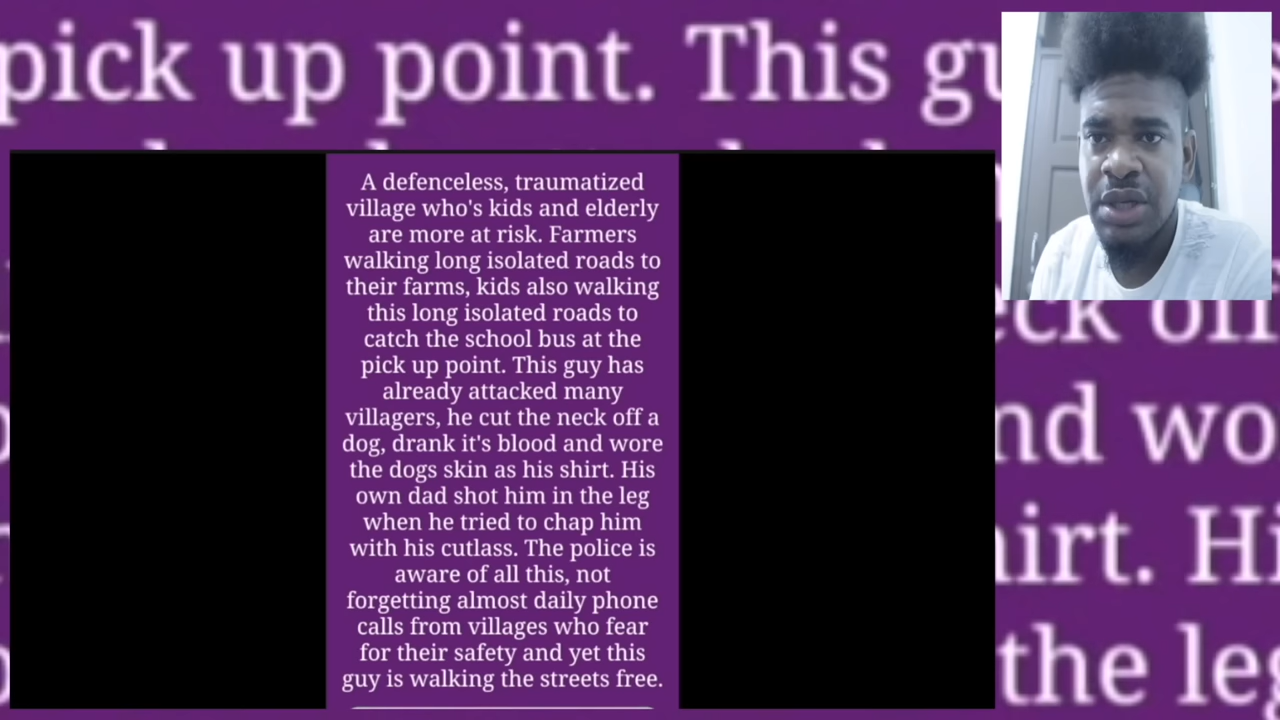 pick up point. This gu
A defenceless, traumatized
village who's kids and elderly
are more at risk. Farmers
walking long isolated roads to
their farms, kids also walking
this long isolated roads to
catch the school bus at the
pick up point. This guy has
already attacked many
villagers, he cut the neck off a
dog, drank it's blood and wore
the dogs skin as his shirt. His
own dad shot him in the leg
when he tried to chap him
with his cutlass. The police is
aware of all this, not
forgetting almost daily phone
calls from villages who fear
for their safety and yet this
guy is walking the streets free.
eck off
nd wo
irt. Hi
the leg